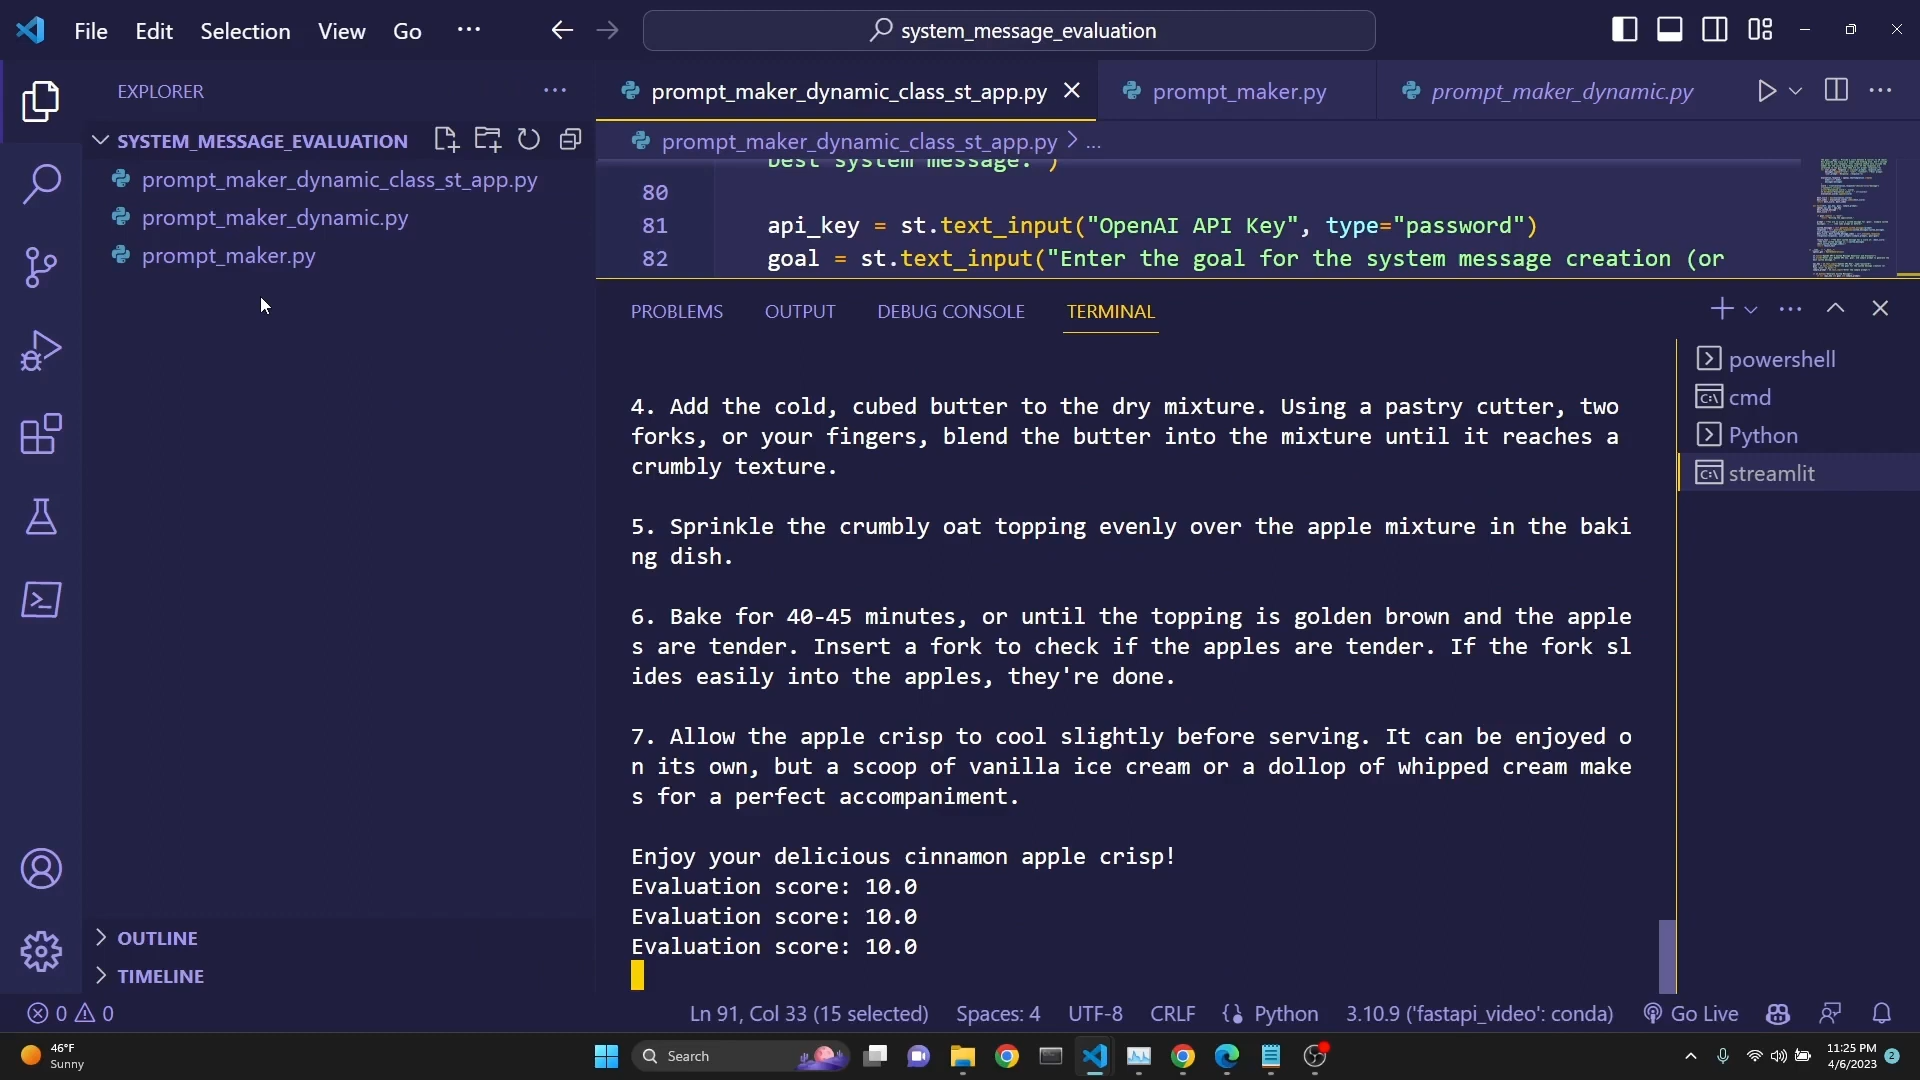 File Edit Selection View Go ···
system_message_evaluation
EXPLORER
SYSTEM_MESSAGE_EVALUATION
prompt_maker_dynamic_class_st_app.py
prompt_maker_dynamic.py
prompt_maker.py
OUTLINE
TIMELINE
prompt_maker_dynamic_class_st_app.py prompt_maker.py prompt_maker_dynamic.py
prompt_maker_dynamic_class_st_app.py > ...
best system message.")
80
81 api_key = st.text_input("OpenAI API Key", type="password")
82 goal = st.text_input("Enter the goal for the system message creation (or
PROBLEMS OUTPUT DEBUG CONSOLE TERMINAL
4. Add the cold, cubed butter to the dry mixture. Using a pastry cutter, two
forks, or your fingers, blend the butter into the mixture until it reaches a
crumbly texture.
5. Sprinkle the crumbly oat topping evenly over the apple mixture in the baki
ng dish.
6. Bake for 40-45 minutes, or until the topping is golden brown and the apple
s are tender. Insert a fork to check if the apples are tender. If the fork sl
ides easily into the apples, they're done.
7. Allow the apple crisp to cool slightly before serving. It can be enjoyed o
n its own, but a scoop of vanilla ice cream or a dollop of whipped cream make
s for a perfect accompaniment.
Enjoy your delicious cinnamon apple crisp!
Evaluation score: 10.0
Evaluation score: 10.0
Evaluation score: 10.0
powershell
cmd
Python
streamlit
0 0 Ln 91, Col 33 (15 selected) Spaces: 4 UTF-8 CRLF Python 3.10.9 ('fastapi_video': conda) Go Live
46°F
Sunny
Search
11:25 PM
4/6/2023
2